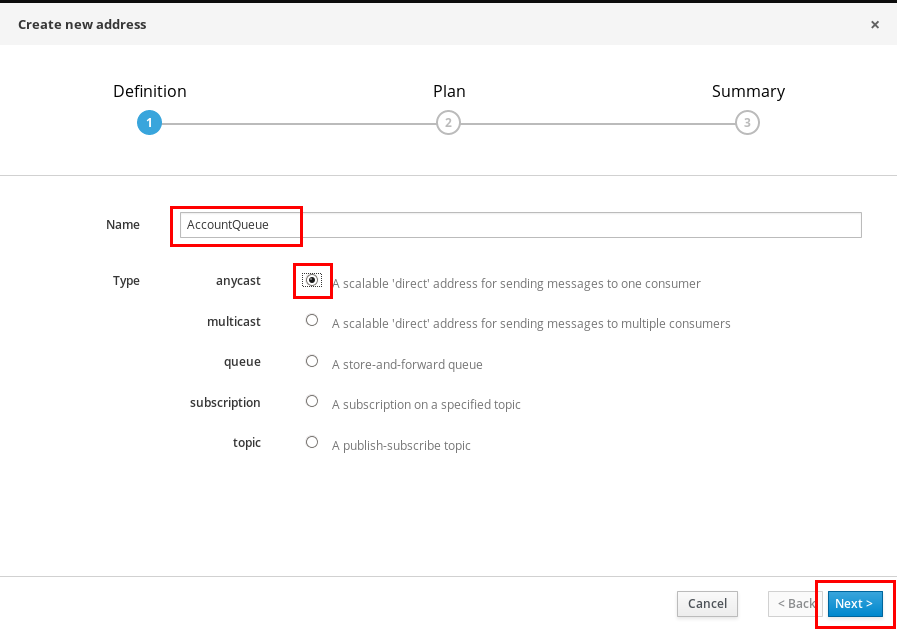 Create new address ×
Definition Plan Summary
1 2 3
Name AccountQueue
Type anycast A scalable 'direct' address for sending messages to one consumer
multicast A scalable 'direct' address for sending messages to multiple consumers
queue A store-and-forward queue
subscription A subscription on a specified topic
topic A publish-subscribe topic
Cancel < Back Next >